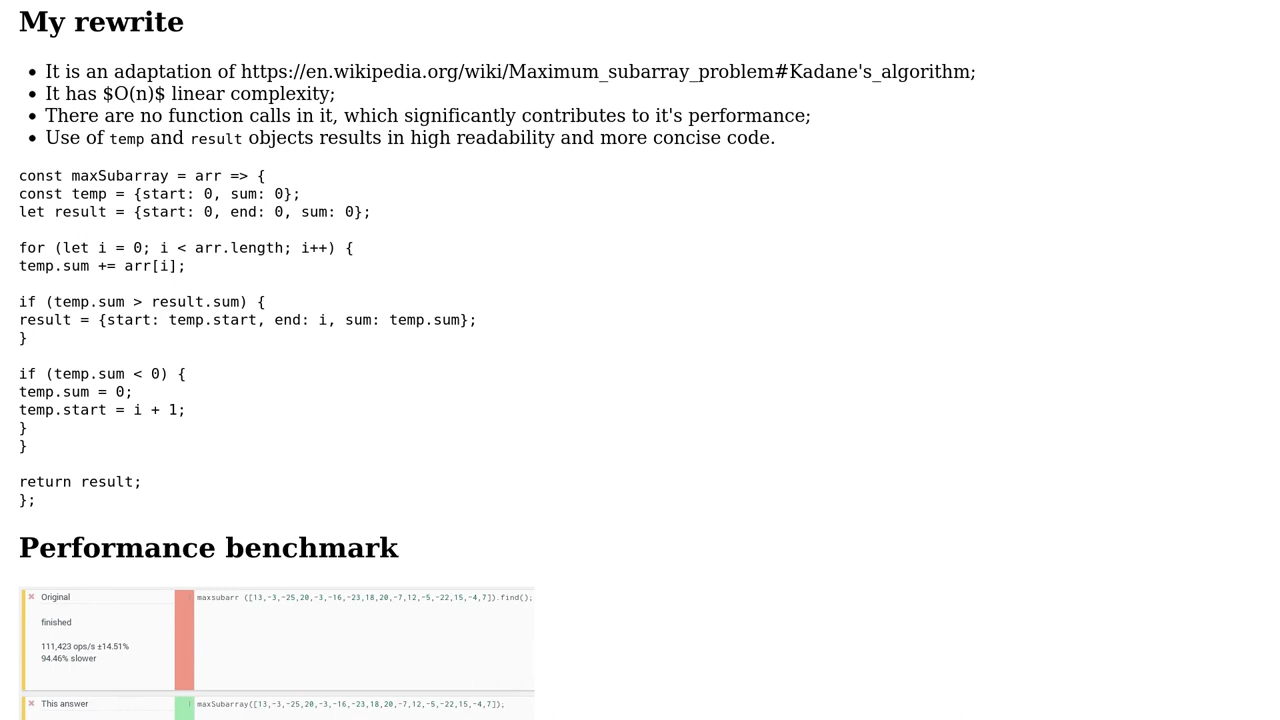 My rewrite
• It is an adaptation of https://en.wikipedia.org/wiki/Maximum_subarray_problem#Kadane's_algorithm;
• It has $O(n)$ linear complexity;
• There are no function calls in it, which significantly contributes to it's performance;
• Use of temp and result objects results in high readability and more concise code.
const maxSubarray = arr => {
const temp = {start: 0, sum: 0};
let result = {start: 0, end: 0, sum: 0};
for (let i = 0; i < arr.length; i++) {
temp.sum += arr[i];
if (temp.sum > result.sum) {
result = {start: temp.start, end: i, sum: temp.sum};
}
if (temp.sum < 0) {
temp.sum = 0;
temp.start = i + 1;
}
}
return result;
};
Performance benchmark
Original
1 maxsubarr ([13,-3,-25,20,-3,-16,-23,18,20,-7,12,-5,-22,15,-4,7]).find();
finished
111,423 ops/s ±14.51%
94.46% slower
This answer
1 maxSubarray([13,-3,-25,20,-3,-16,-23,18,20,-7,12,-5,-22,15,-4,7]);